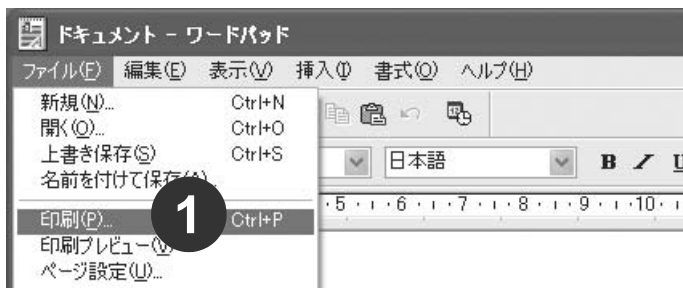 ドキュメント - ワードパッド
ファイル(F) 編集(E) 表示(V) 挿入(I) 書式(O) ヘルプ(H)
新規(N)... Ctrl+N
開く(O)... Ctrl+O
上書き保存(S) Ctrl+S
名前を付けて保存(A)...
日本語 B I U
5 6 7 8 9 10
印刷(P)... 1 Ctrl+P
印刷プレビュー(V)
ページ設定(U)...